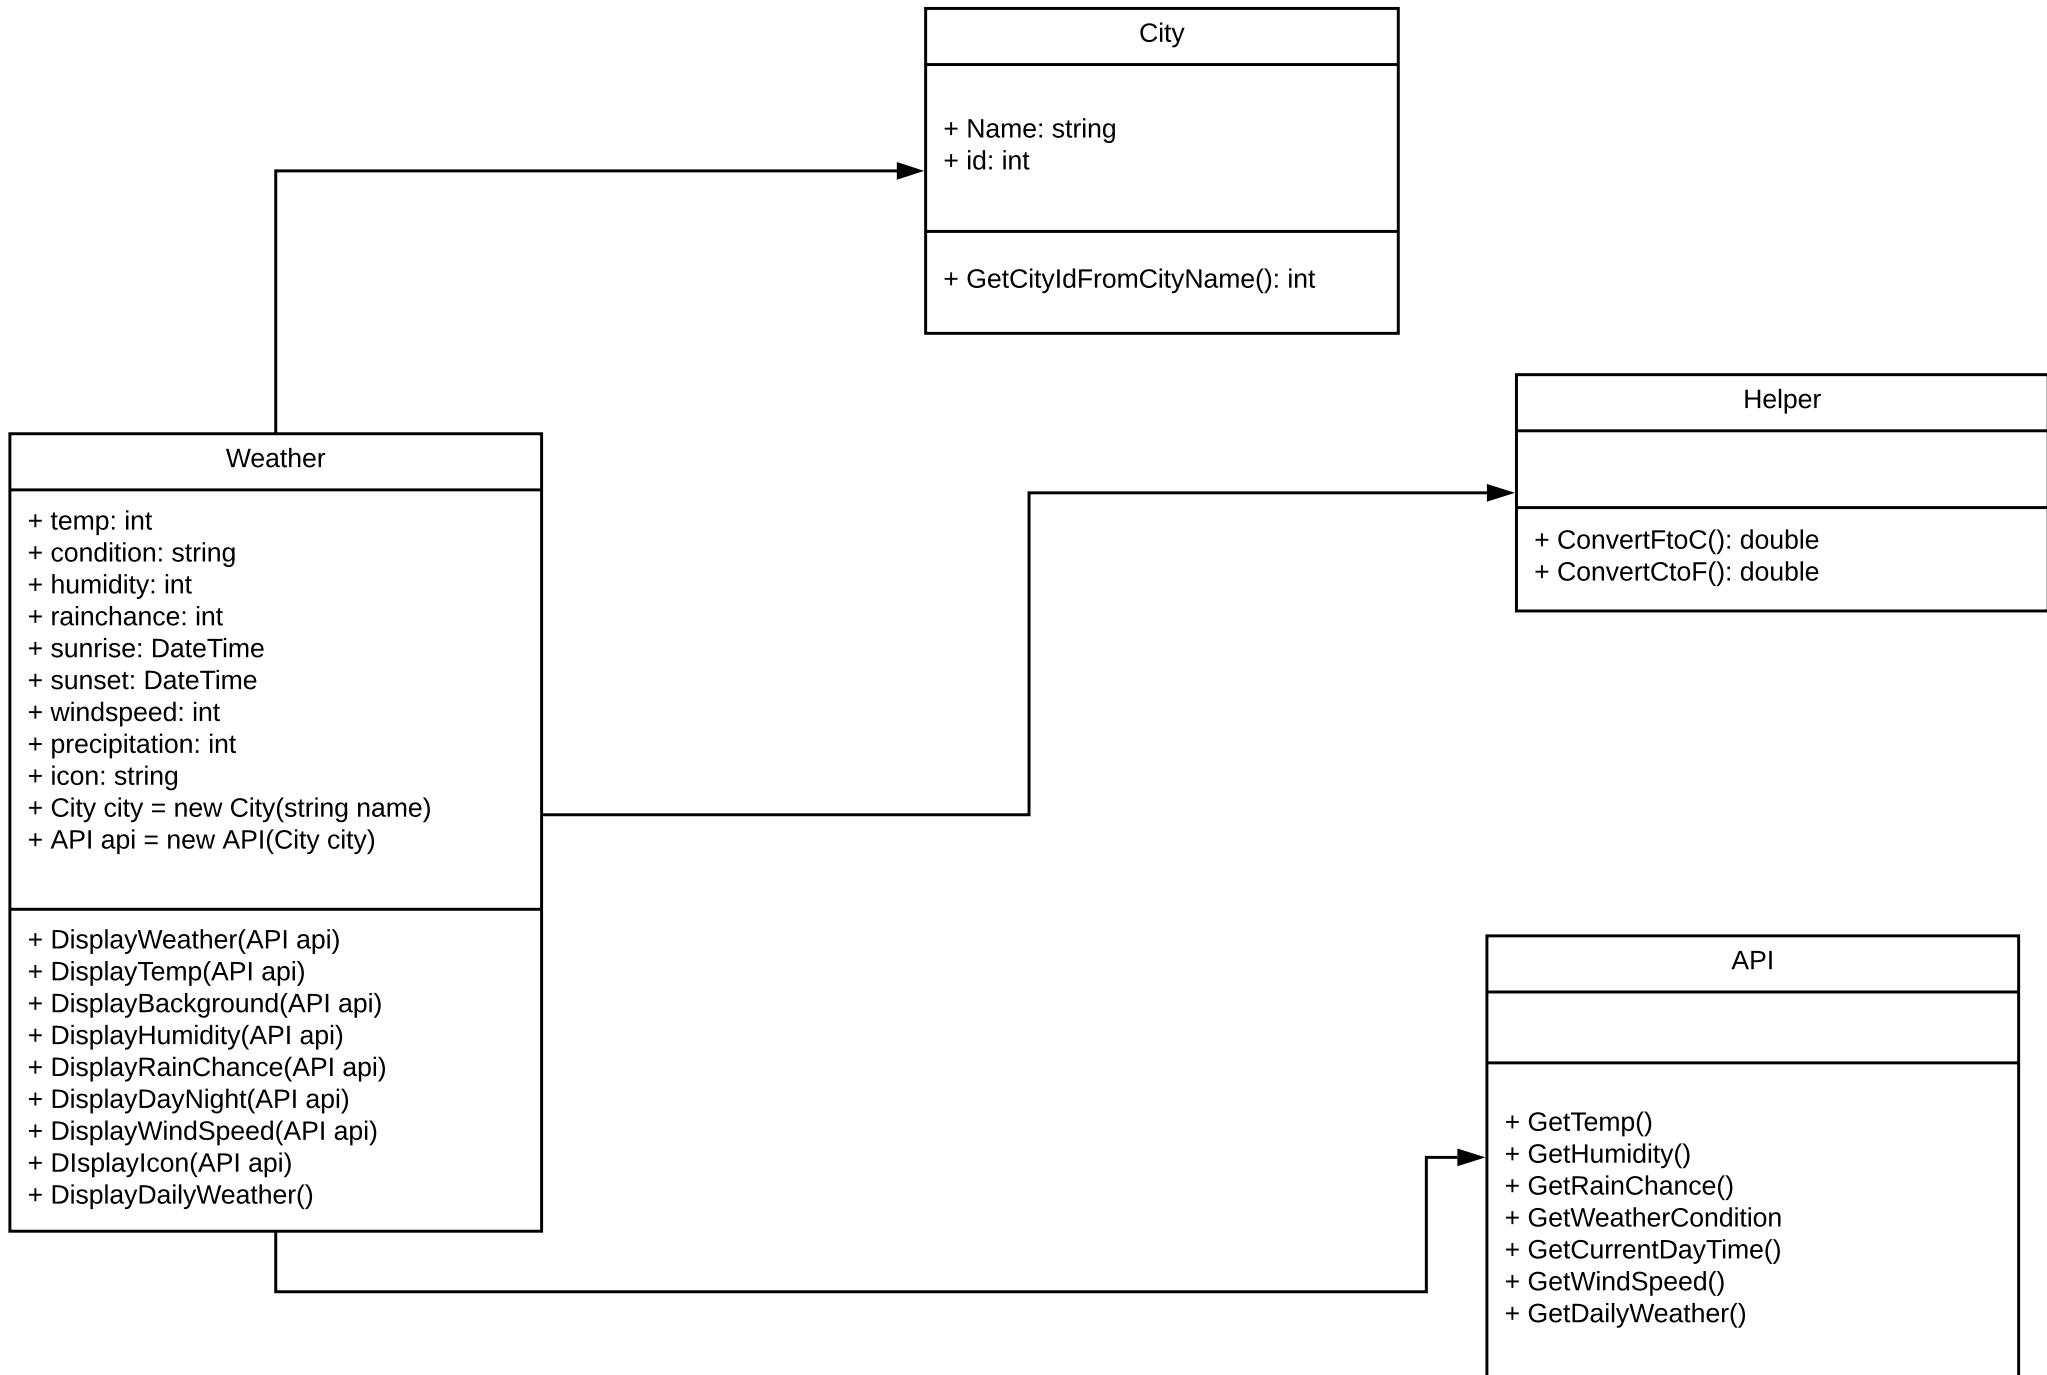 City
+ Name: string
+ id: int
+ GetCityIdFromCityName(): int
Helper
+ ConvertFtoC(): double
+ ConvertCtoF(): double
Weather
+ temp: int
+ condition: string
+ humidity: int
+ rainchance: int
+ sunrise: DateTime
+ sunset: DateTime
+ windspeed: int
+ precipitation: int
+ icon: string
+ City city = new City(string name)
+ API api = new API(City city)
+ DisplayWeather(API api)
+ DisplayTemp(API api)
+ DisplayBackground(API api)
+ DisplayHumidity(API api)
+ DisplayRainChance(API api)
+ DisplayDayNight(API api)
+ DisplayWindSpeed(API api)
+ DIsplayIcon(API api)
+ DisplayDailyWeather()
API
+ GetTemp()
+ GetHumidity()
+ GetRainChance()
+ GetWeatherCondition
+ GetCurrentDayTime()
+ GetWindSpeed()
+ GetDailyWeather()